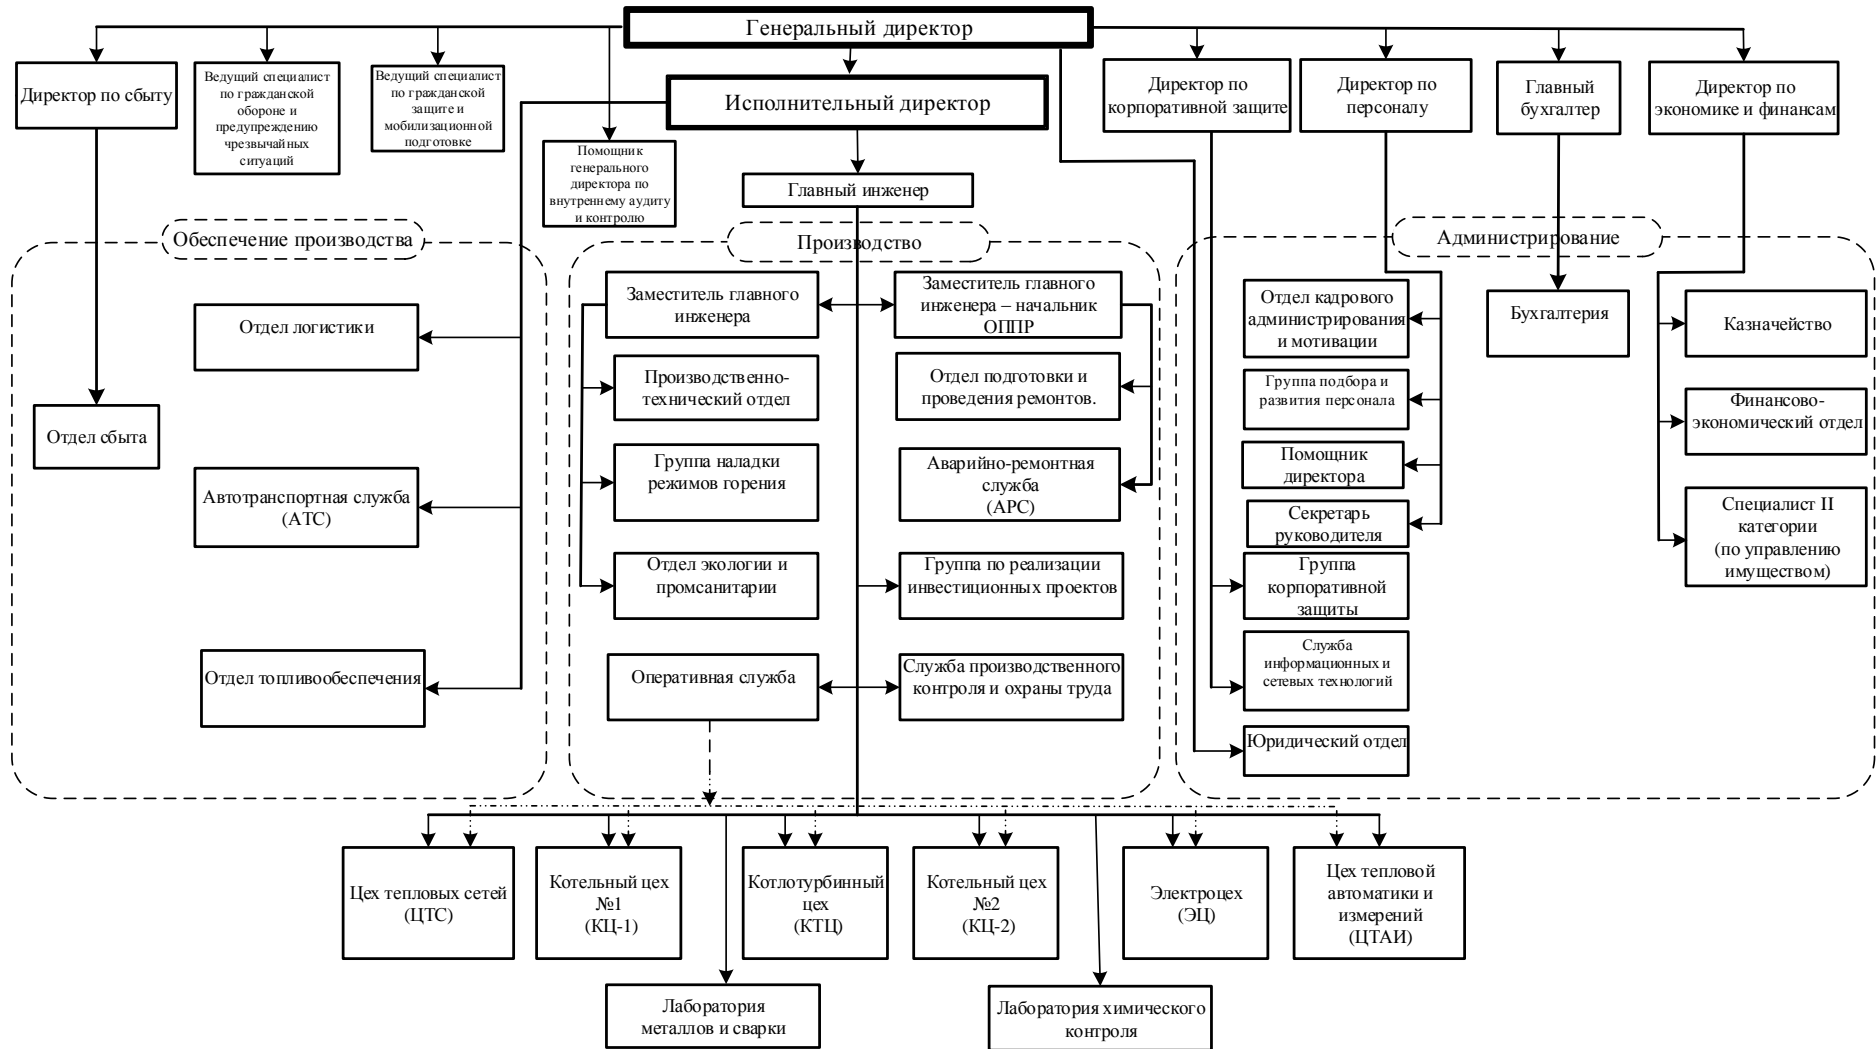 Генеральный директор
Директор по сбыту
Ведущий специалист
по гражданской
обороне и
предупреждению
чрезвычайных
ситуаций
Ведущий специалист
по гражданской
защите и
мобилизационной
подготовке
Исполнительный директор
Помощник
генерального
директора по
внутреннему аудиту
и контролю
Главный инженер
Директор по
корпоративной защите
Директор по
персоналу
Главный
бухгалтер
Директор по
экономике и финансам
Обеспечение производства
Отдел логистики
Отдел сбыта
Автотранспортная служба
(АТС)
Отдел топливообеспечения
Производство
Заместитель главного
инженера
Заместитель главного
инженера – начальник
ОППР
Производственно-
технический отдел
Отдел подготовки и
проведения ремонтов.
Группа наладки
режимов горения
Аварийно-ремонтная
служба
(АРС)
Отдел экологии и
промсанитарии
Группа по реализации
инвестиционных проектов
Оперативная служба
Служба производственного
контроля и охраны труда
Администрирование
Отдел кадрового
администрирования
и мотивации
Группа подбора и
развития персонала
Помощник
директора
Секретарь
руководителя
Группа
корпоративной
защиты
Служба
информационных и
сетевых технологий
Юридический отдел
Бухгалтерия
Казначейство
Финансово-
экономический отдел
Специалист II
категории
(по управлению
имуществом)
Цех тепловых сетей
(ЦТС)
Котельный цех
№1
(КЦ-1)
Котлотурбинный
цех
(КТЦ)
Котельный цех
№2
(КЦ-2)
Электроцех
(ЭЦ)
Цех тепловой
автоматики и
измерений
(ЦТАИ)
Лаборатория
металлов и сварки
Лаборатория химического
контроля